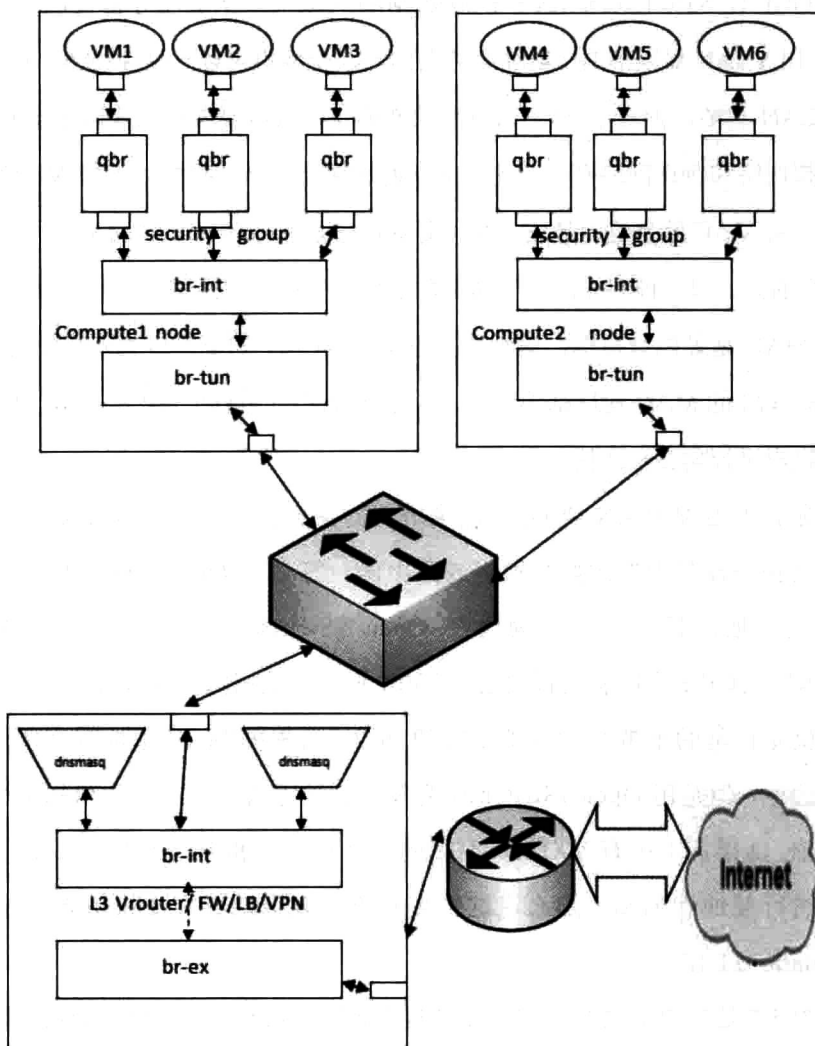 VM1 VM2 VM3
VM4 VM5 VM6
qbr qbr qbr
qbr qbr qbr
security group
security group
br-int
br-int
Compute1 node
Compute2 node
br-tun
br-tun
dnsmasq dnsmasq
br-int
L3 Vrouter/ FW/LB/VPN
br-ex
Internet